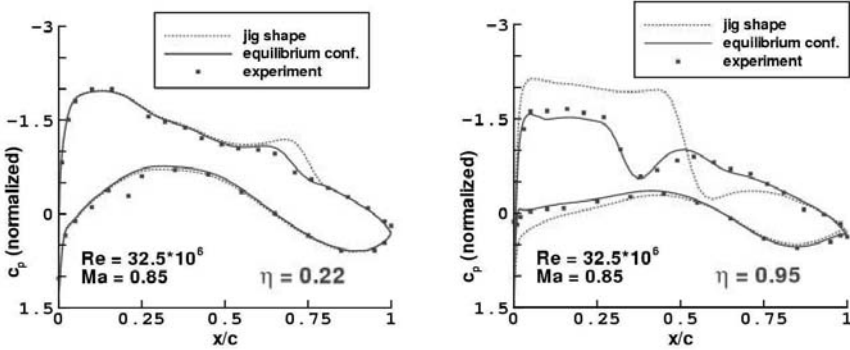 -3
jig shape
equilibrium conf.
experiment
-1.5
0
1.5
c_p (normalized)
Re = 32.5*10^6
Ma = 0.85
η = 0.22
0
0.25
0.5
0.75
1
x/c
-3
jig shape
equilibrium conf.
experiment
-1.5
0
1.5
c_p (normalized)
Re = 32.5*10^6
Ma = 0.85
η = 0.95
0
0.25
0.5
0.75
1
x/c